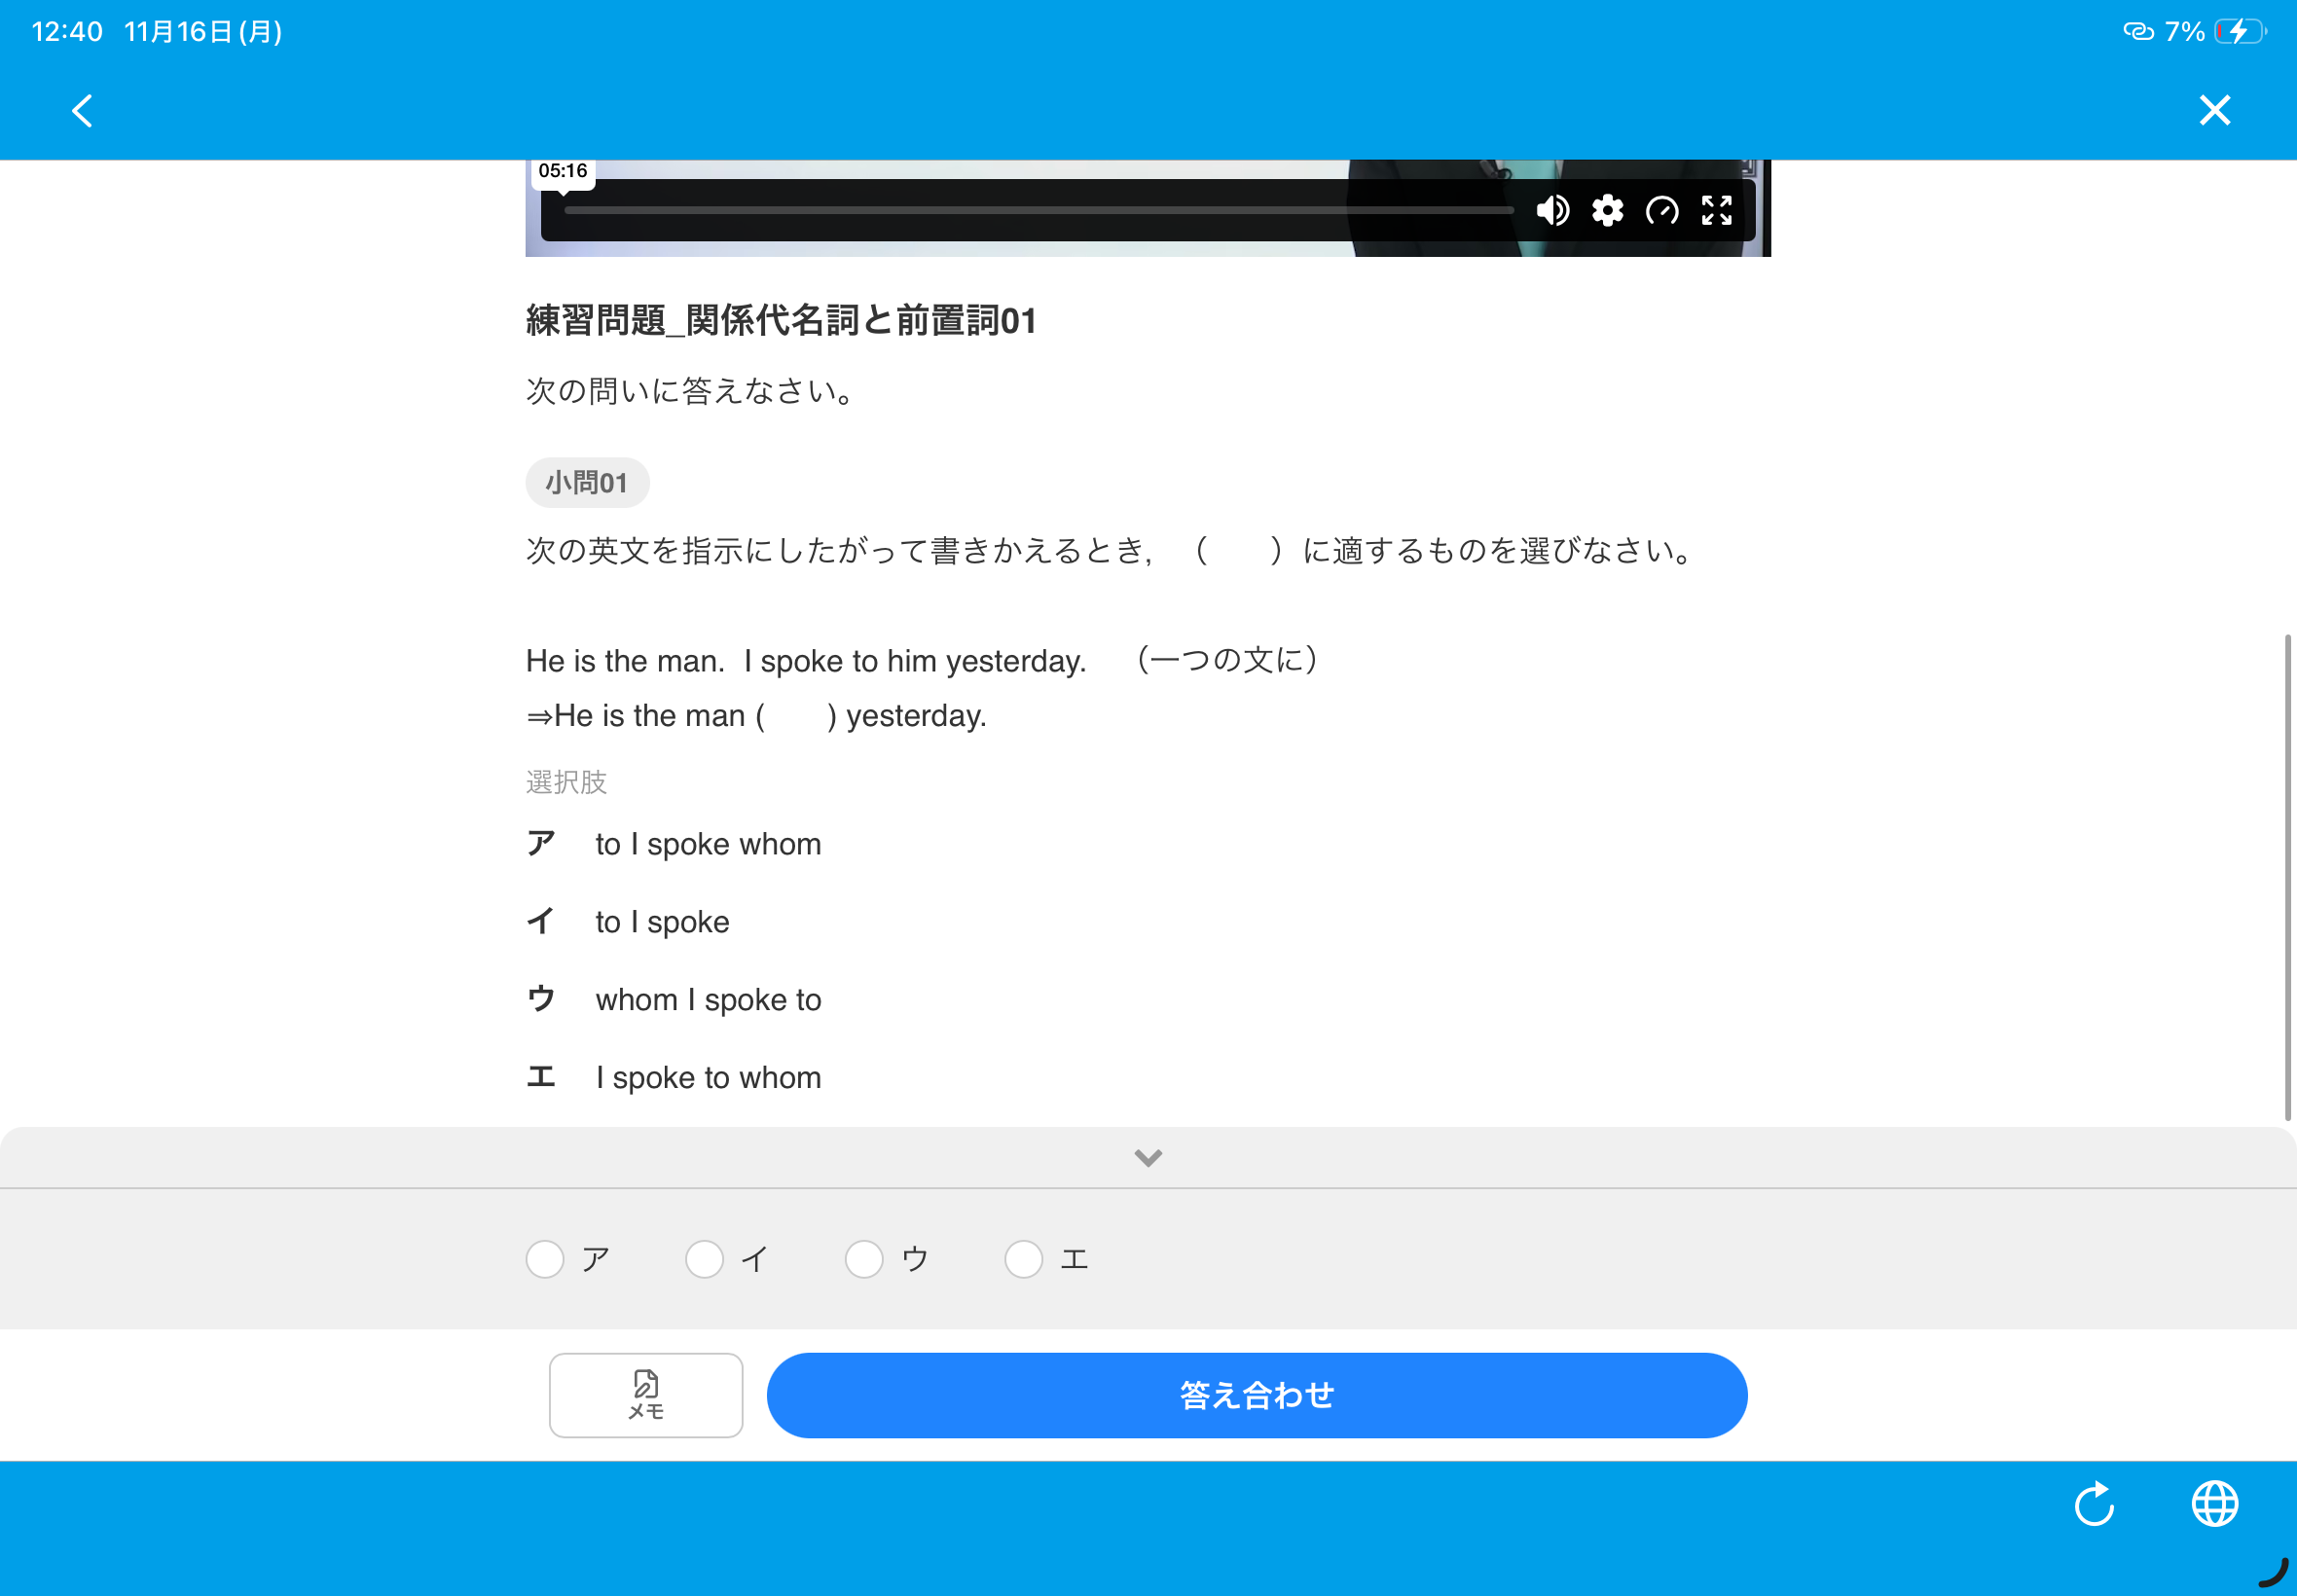 12:40 11月16日(月)
7%
05:16
練習問題_関係代名詞と前置詞01
次の問いに答えなさい。
小問01
次の英文を指示にしたがって書きかえるとき, （　　）に適するものを選びなさい。
He is the man. I spoke to him yesterday. （一つの文に）
⇒He is the man (　　) yesterday.
選択肢
ア to I spoke whom
イ to I spoke
ウ whom I spoke to
エ I spoke to whom
ア イ ウ エ
メモ
答え合わせ